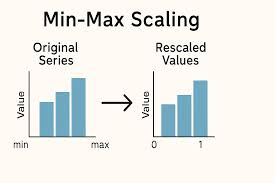 Min-Max Scaling
Original
Series
Rescaled
Values
Value
min
max
Value
0
1